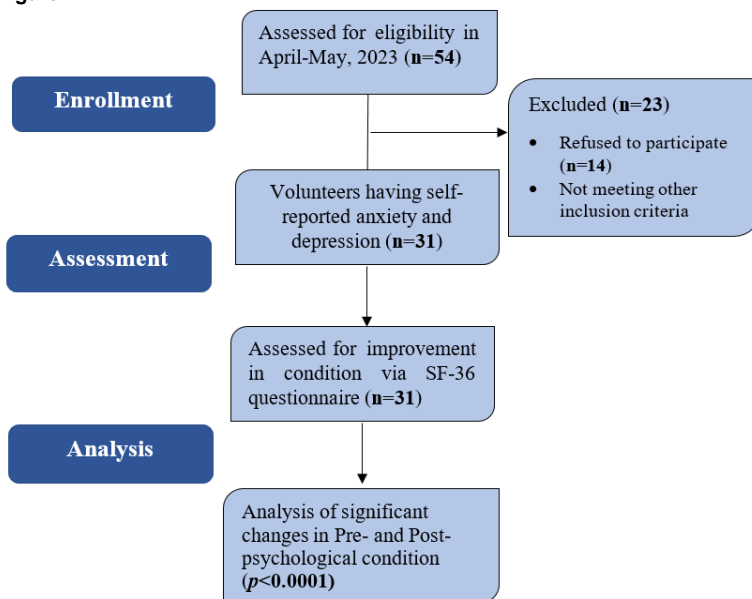 Assessed for eligibility in
April-May, 2023 (n=54)
Enrollment
Excluded (n=23)
• Refused to participate
(n=14)
• Not meeting other
inclusion criteria
Volunteers having self-
reported anxiety and
depression (n=31)
Assessment
Assessed for improvement
in condition via SF-36
questionnaire (n=31)
Analysis
Analysis of significant
changes in Pre- and Post-
psychological condition
(p<0.0001)